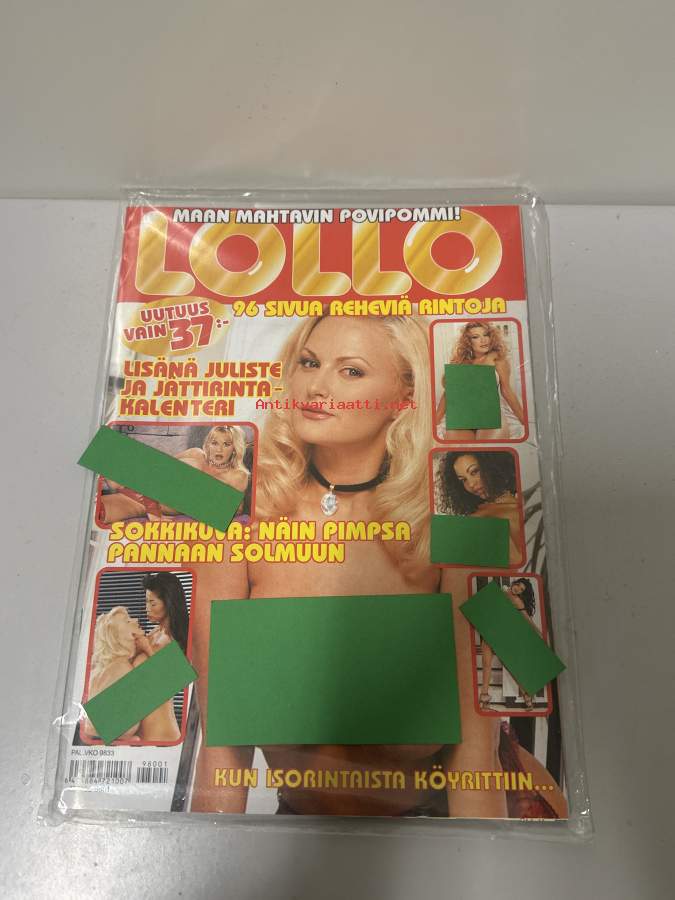 MAAN MAHTAVIN POVIPOMMI!
LOLLO
96 SIVUA REHEVIÄ RINTOJA
UUTUUS
VAIN 37:-
LISÄNÄ JULISTE
JA JÄTTIRINTA-
KALENTERI
Antikvariaatti.net
SOKKIKUVA: NÄIN PIMPSA
PANNAAN SOLMUUN
PAL.VKO 9833
98001
KUN ISORINTAISTA KÖYRITTIIN...